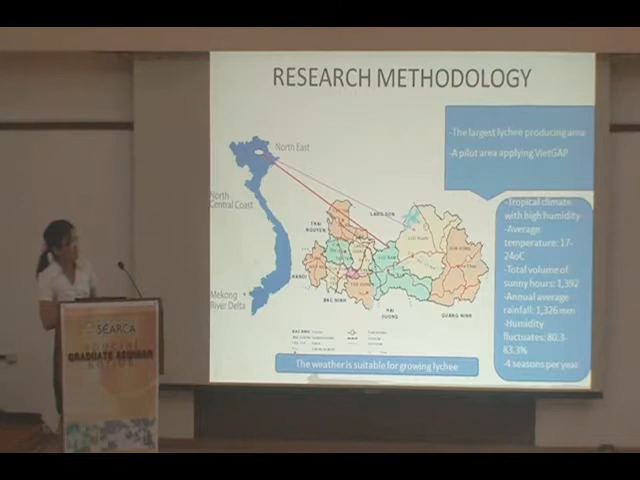 RESEARCH METHODOLOGY
-The largest lychee producing area
-A pilot area applying VietGAP
North East
North
Central Coast
Mekong
River Delta
THAI
NGUYEN
LANG SON
HANOI
BAC NINH
HAI
DUONG
QUANG NINH
-Tropical climate
with high humidity
-Average
temperature: 17-
24oC
-Total volume of
sunny hours: 1,392
-Annual average
rainfall: 1,326 mm
-Humidity
fluctuates: 80.3-
83.3%
-4 seasons per year
The weather is suitable for growing lychee
SEARCA
GRADUATE SEMINAR
SERIES